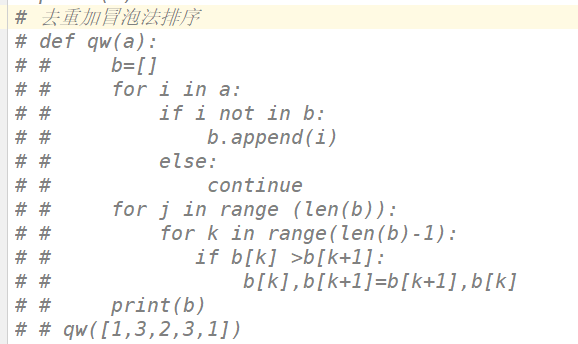 # 去重加冒泡法排序
# def qw(a):
# #     b=[]
# #     for i in a:
# #         if i not in b:
# #             b.append(i)
# #         else:
# #             continue
# #     for j in range (len(b)):
# #         for k in range(len(b)-1):
# #            if b[k] >b[k+1]:
# #                b[k],b[k+1]=b[k+1],b[k]
# #     print(b)
# # qw([1,3,2,3,1])